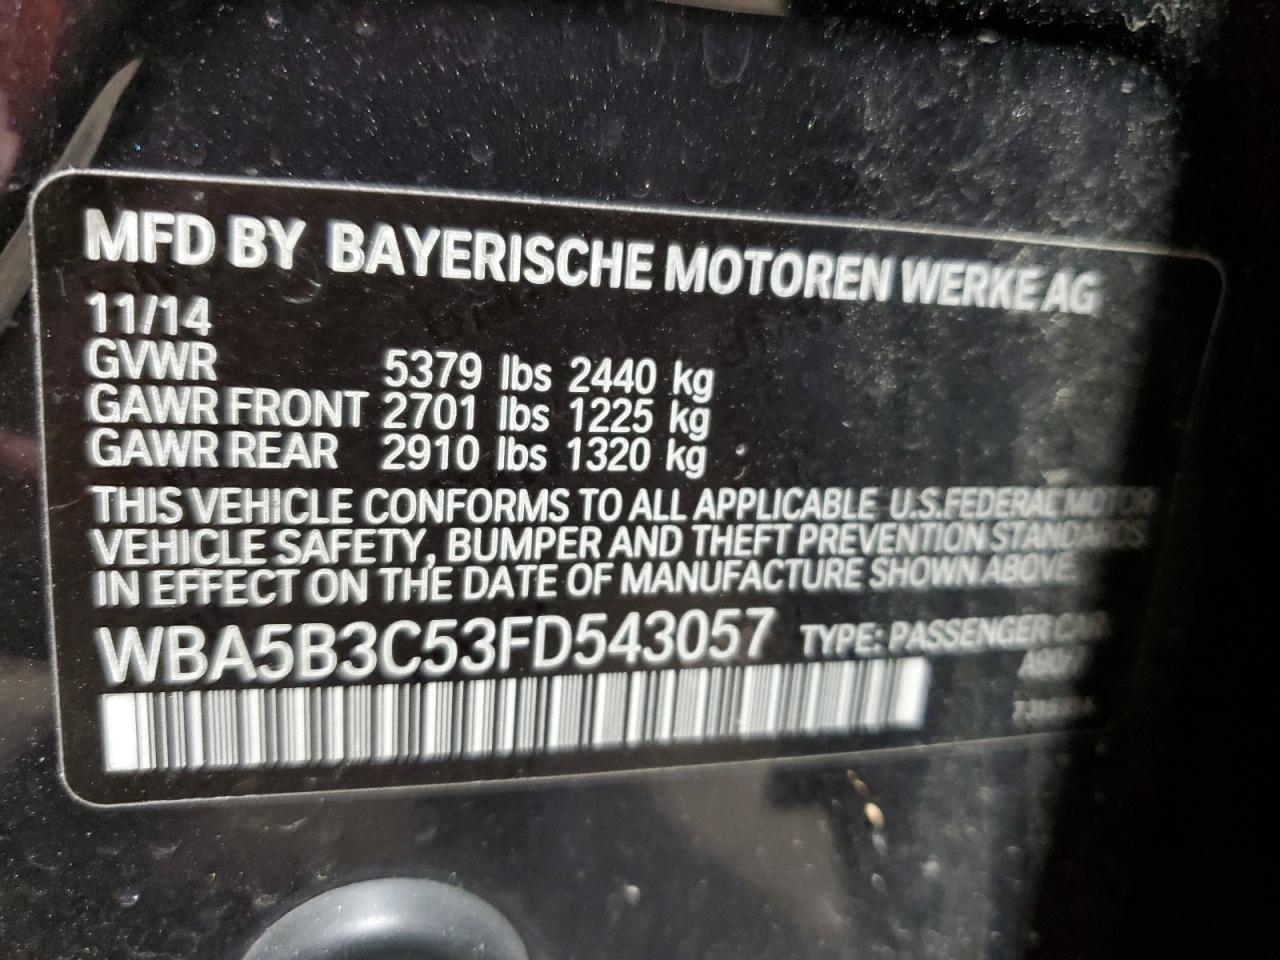 MFD BY BAYERISCHE MOTOREN WERKE AG
11/14
GVWR 5379 lbs 2440 kg
GAWR FRONT 2701 lbs 1225 kg
GAWR REAR 2910 lbs 1320 kg
THIS VEHICLE CONFORMS TO ALL APPLICABLE U.S.FEDERAL MOTOR
VEHICLE SAFETY, BUMPER AND THEFT PREVENTION STANDARDS
IN EFFECT ON THE DATE OF MANUFACTURE SHOWN ABOVE.
WBA5B3C53FD543057 TYPE: PASSENGER CAR
A90/7